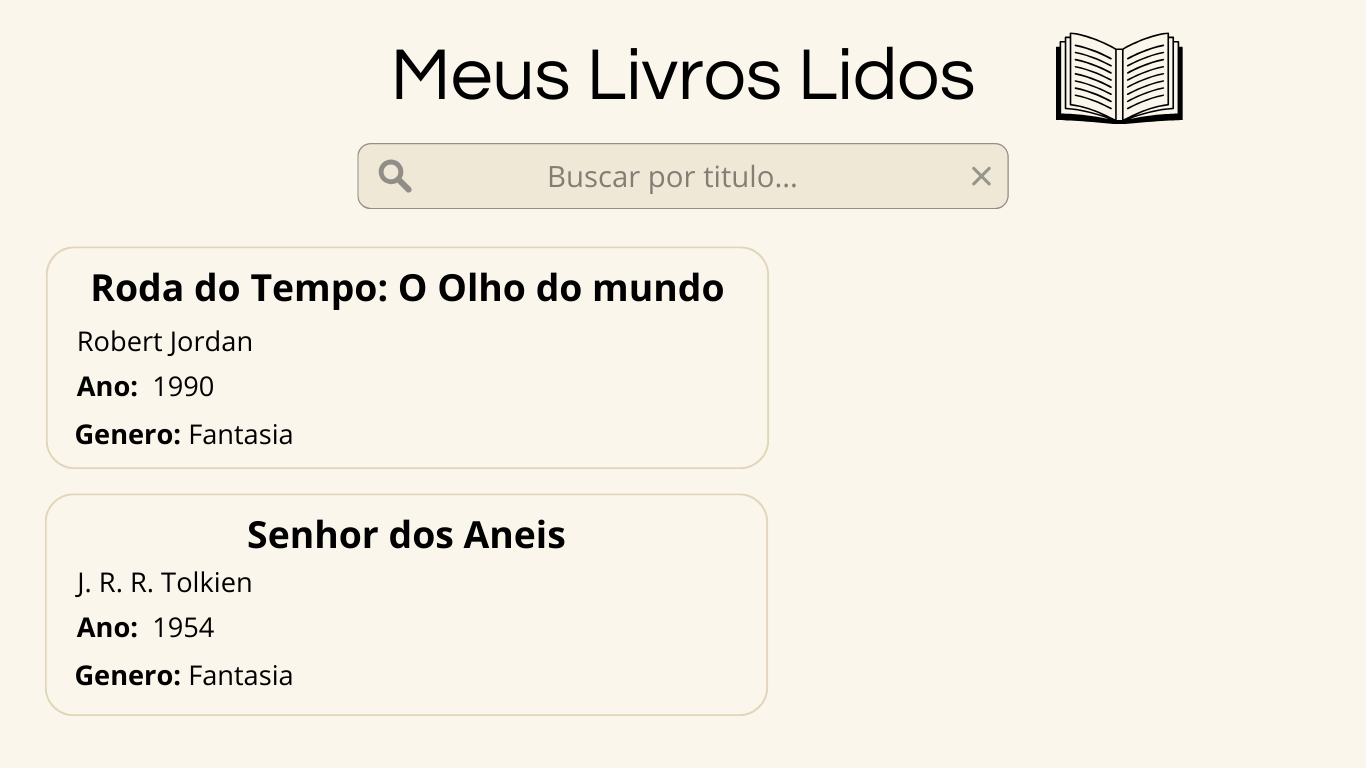 Meus Livros Lidos
Buscar por titulo...
Roda do Tempo: O Olho do mundo
Robert Jordan
Ano: 1990
Genero: Fantasia
Senhor dos Aneis
J. R. R. Tolkien
Ano: 1954
Genero: Fantasia